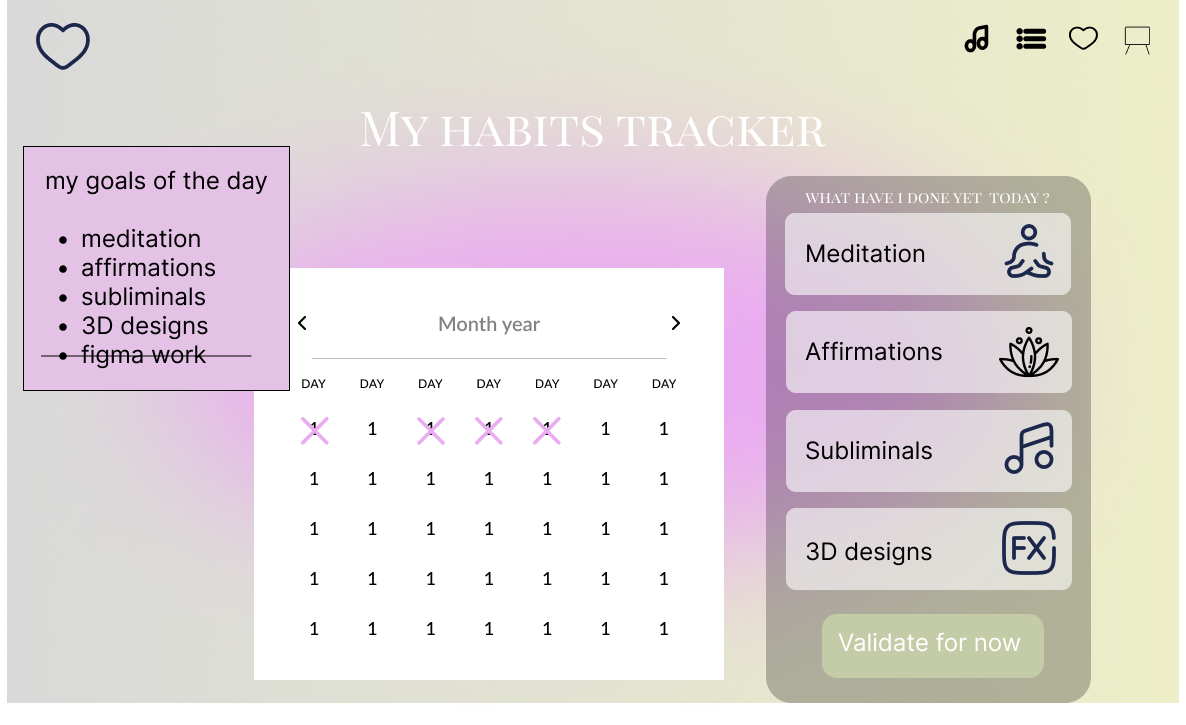 My habits tracker
my goals of the day
meditation
affirmations
subliminals
3D designs
figma work
Month year
DAY DAY DAY DAY DAY DAY DAY
1 1 1 1 1 1 1
1 1 1 1 1 1 1
1 1 1 1 1 1 1
1 1 1 1 1 1 1
1 1 1 1 1 1 1
what have i done yet today ?
Meditation
Affirmations
Subliminals
3D designs
FX
Validate for now